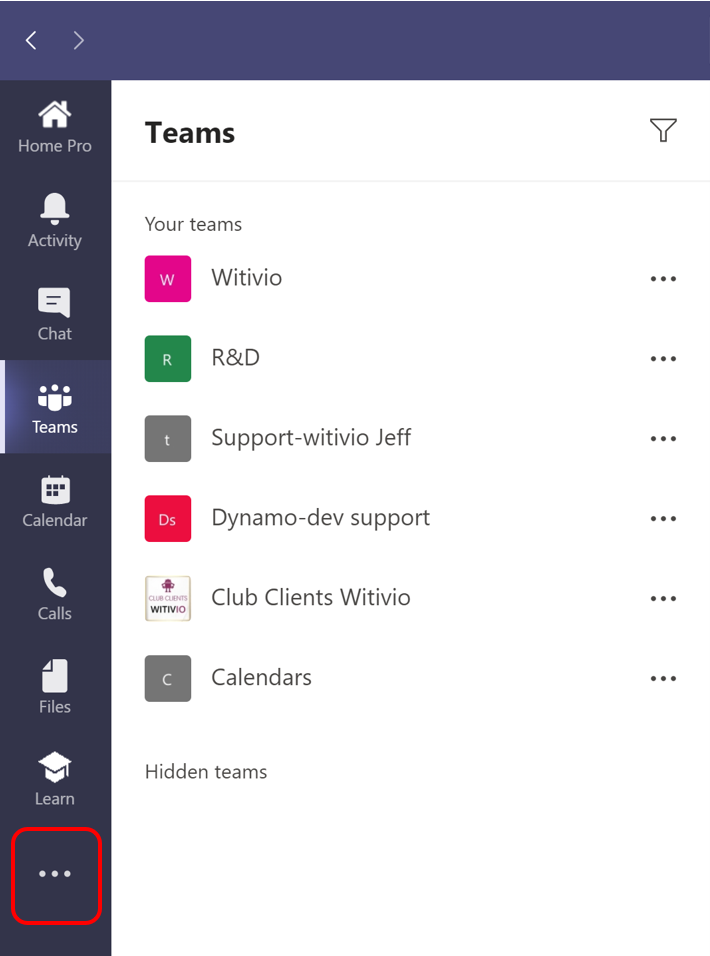 Home Pro
Activity
Chat
Teams
Calendar
Calls
Files
Learn
Teams
Your teams
W Witivio
R R&D
t Support-witivio Jeff
Ds Dynamo-dev support
CLUB CLIENTS
WITIVIO
Club Clients Witivio
C Calendars
Hidden teams